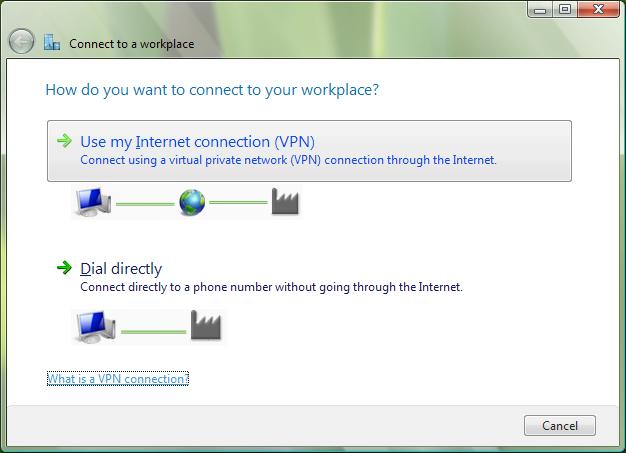 Connect to a workplace
How do you want to connect to your workplace?
Use my Internet connection (VPN)
Connect using a virtual private network (VPN) connection through the Internet.
Dial directly
Connect directly to a phone number without going through the Internet.
What is a VPN connection?
Cancel